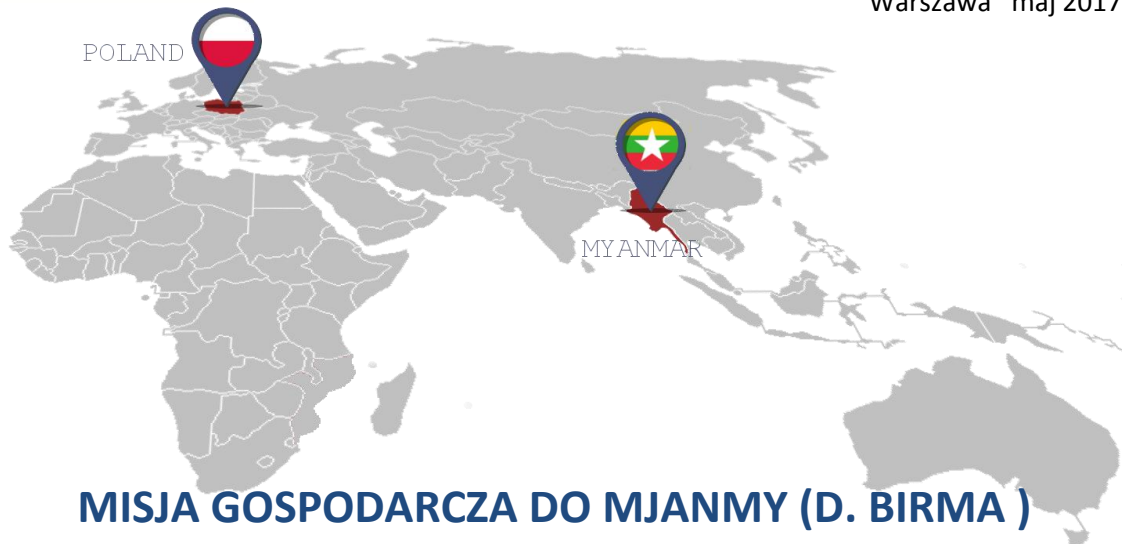 Warszawa maj 2017
POLAND
MYANMAR
MISJA GOSPODARCZA DO MJANMY (D. BIRMA )